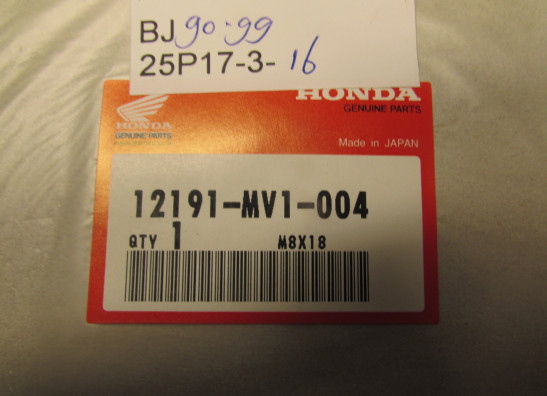 BJ 90-99
25P17-3-16
HONDA
GENUINE PARTS
HONDA
GENUINE PARTS
Made in JAPAN
12191-MV1-004
QTY 1 M8X18